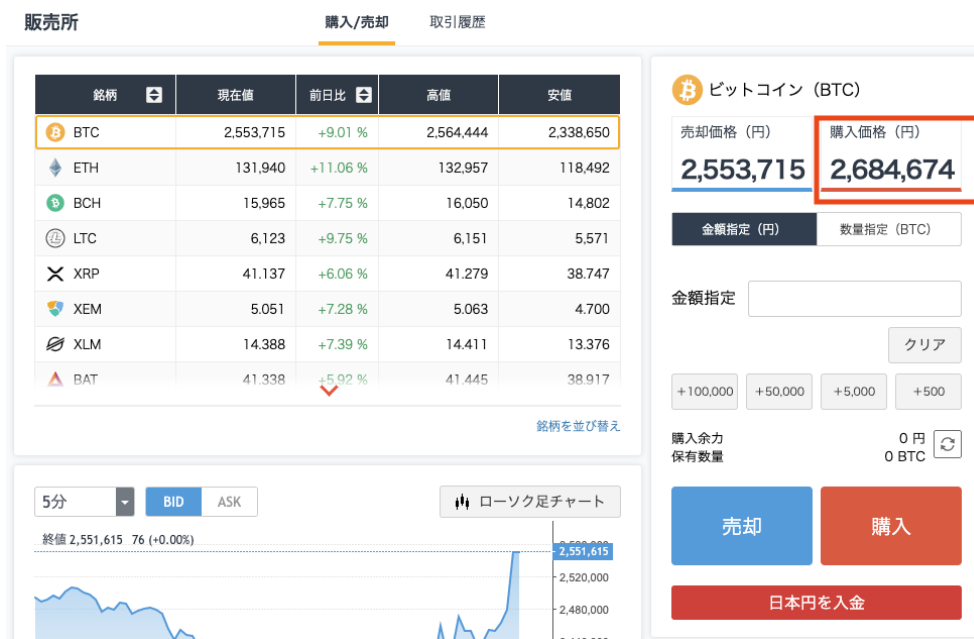 販売所
購入/売却 取引履歴
銘柄 現在値 前日比 高値 安値
BTC 2,553,715 +9.01 % 2,564,444 2,338,650
ETH 131,940 +11.06 % 132,957 118,492
BCH 15,965 +7.75 % 16,050 14,802
LTC 6,123 +9.75 % 6,151 5,571
XRP 41.137 +6.06 % 41.279 38.747
XEM 5.051 +7.28 % 5.063 4.700
XLM 14.388 +7.39 % 14.411 13.376
BAT 41.338 +5.92 % 41.445 38.917
銘柄を並び替え
5分 BID ASK ローソク足チャート
終値 2,551,615 76 (+0.00%)
2,551,615
2,520,000
2,480,000
ビットコイン（BTC）
売却価格（円） 購入価格（円）
2,553,715 2,684,674
金額指定（円） 数量指定（BTC）
金額指定
クリア
+100,000 +50,000 +5,000 +500
購入余力 0 円
保有数量 0 BTC
売却 購入
日本円を入金